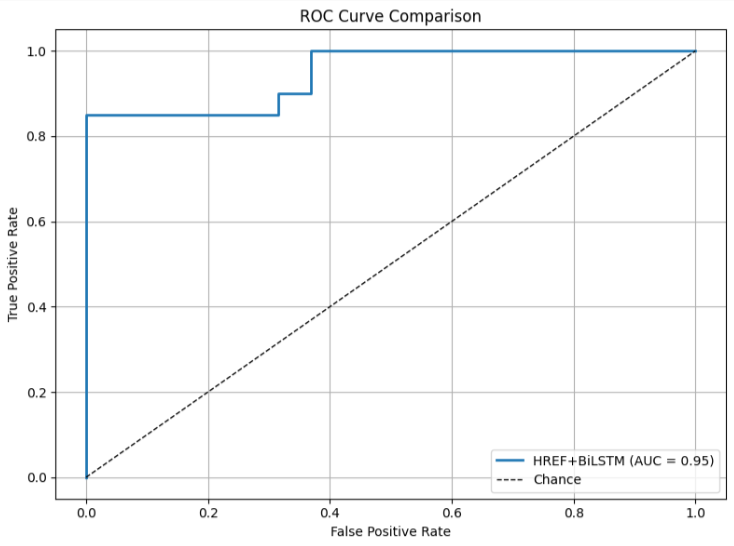 ROC Curve Comparison
1.0
0.8
0.6
0.4
0.2
0.0
True Positive Rate
0.0 0.2 0.4 0.6 0.8 1.0
False Positive Rate
HREF+BiLSTM (AUC = 0.95)
Chance